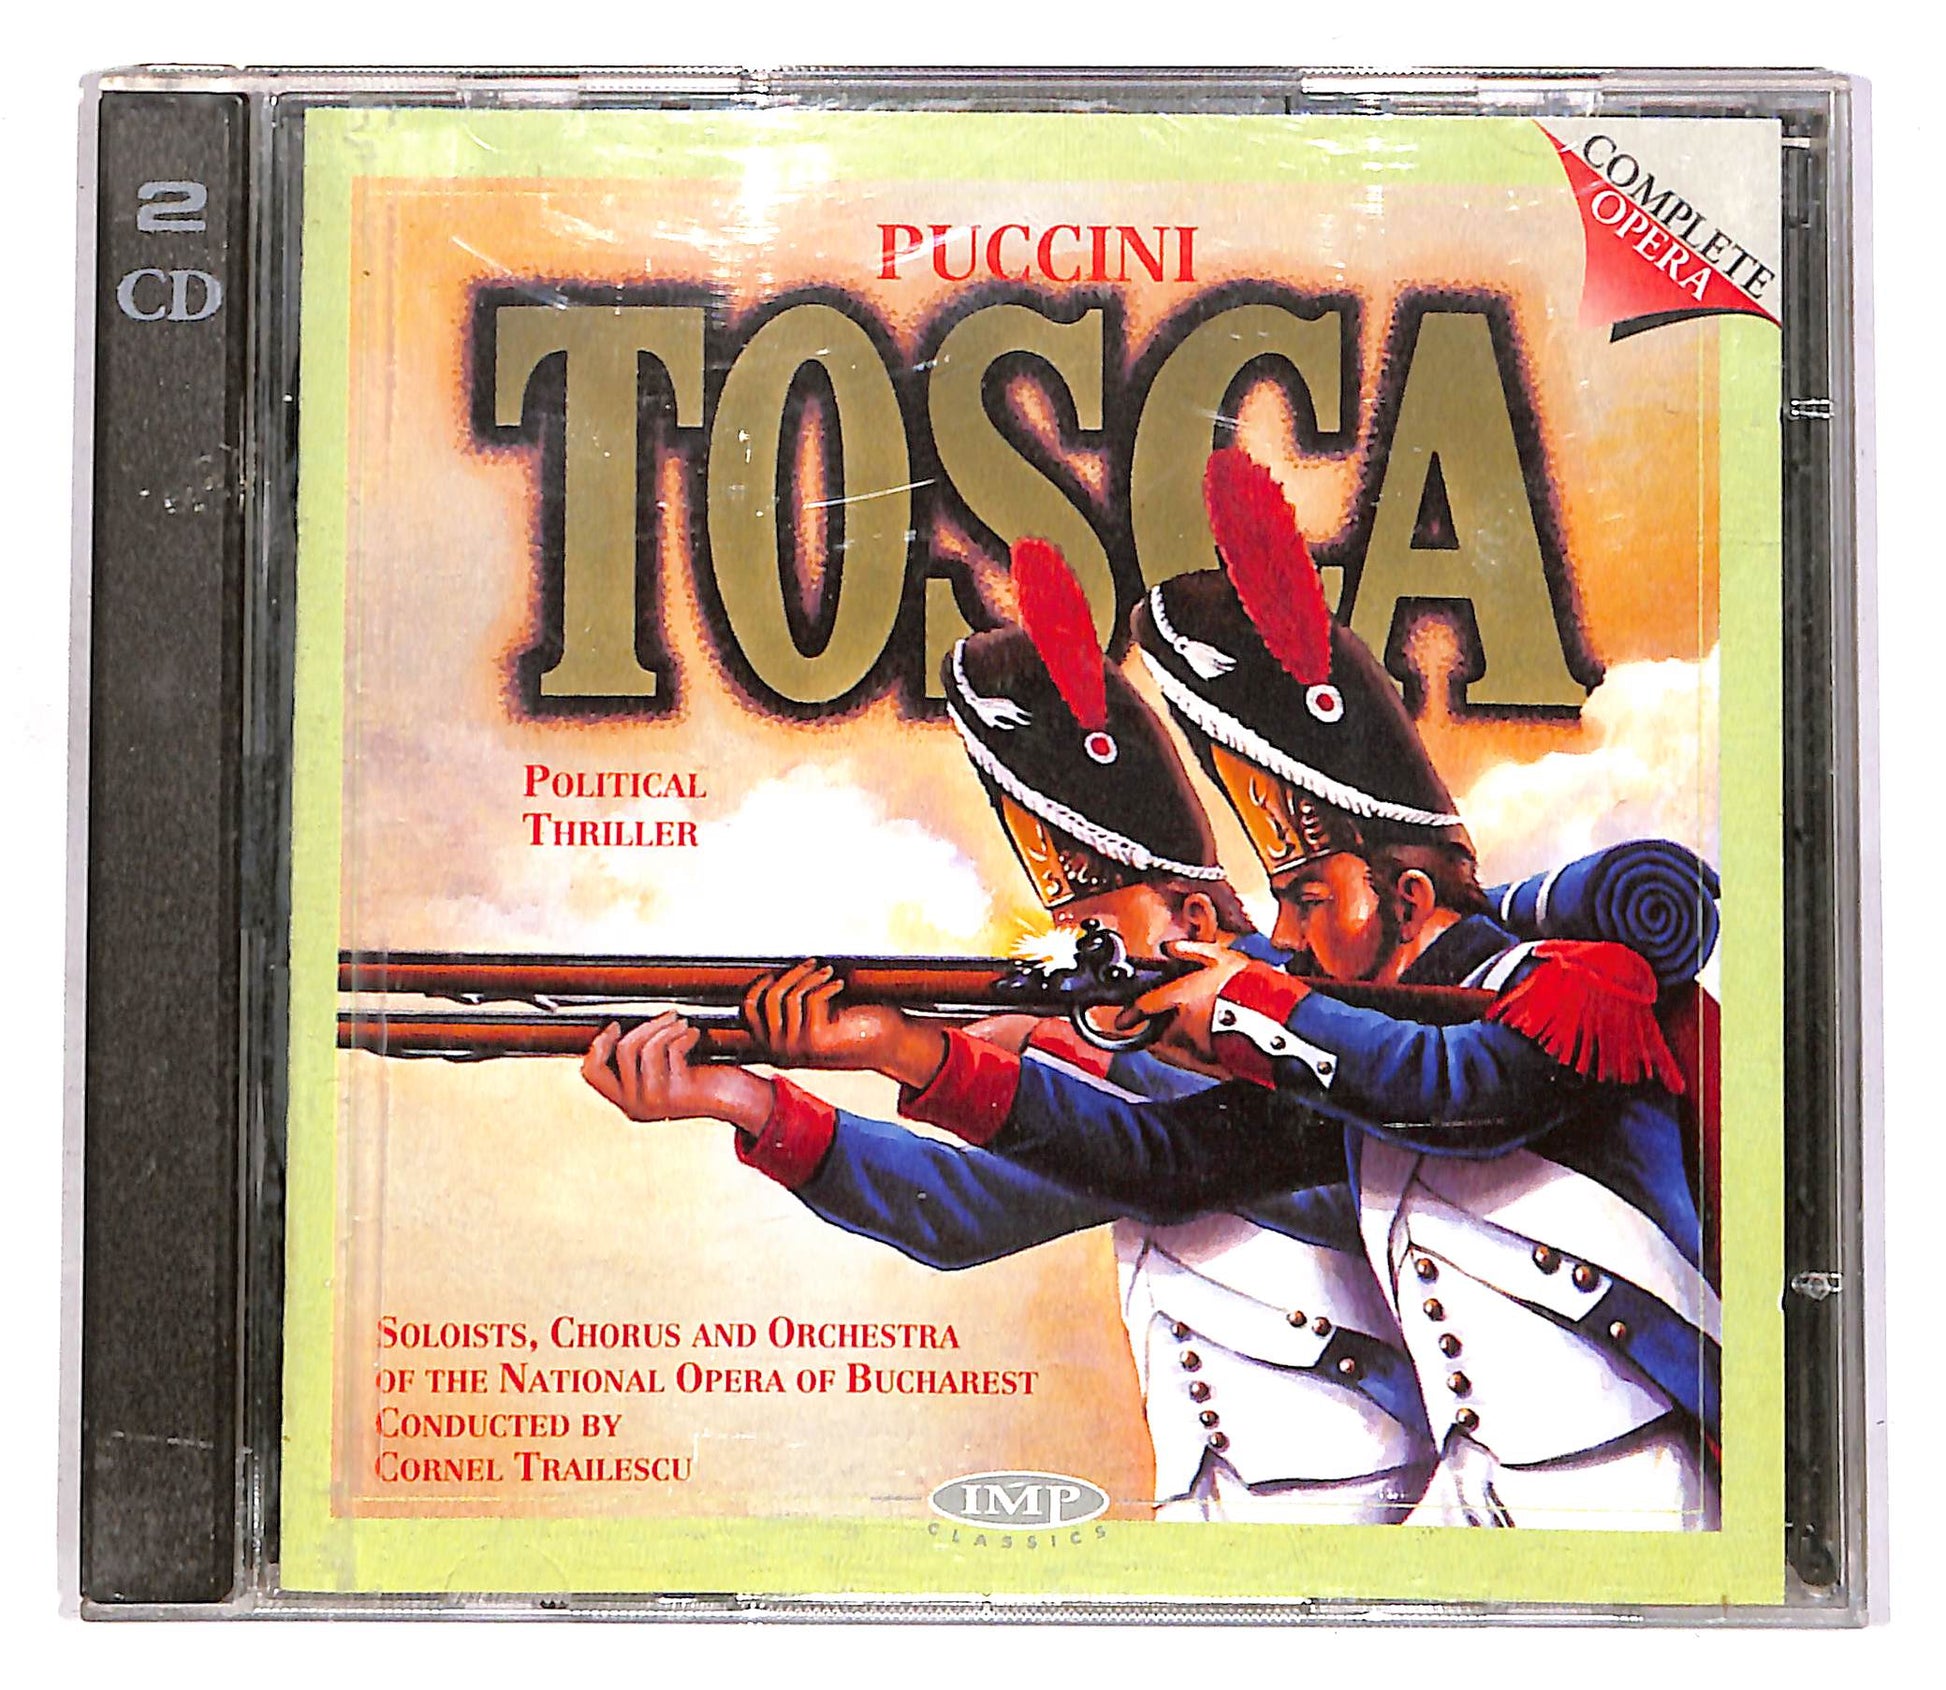 2
CD
COMPLETE
OPERA
PUCCINI
TOSCA
POLITICAL
THRILLER
SOLOISTS, CHORUS AND ORCHESTRA
OF THE NATIONAL OPERA OF BUCHAREST
CONDUCTED BY
CORNEL TRAILESCU
IMP
CLASSICS